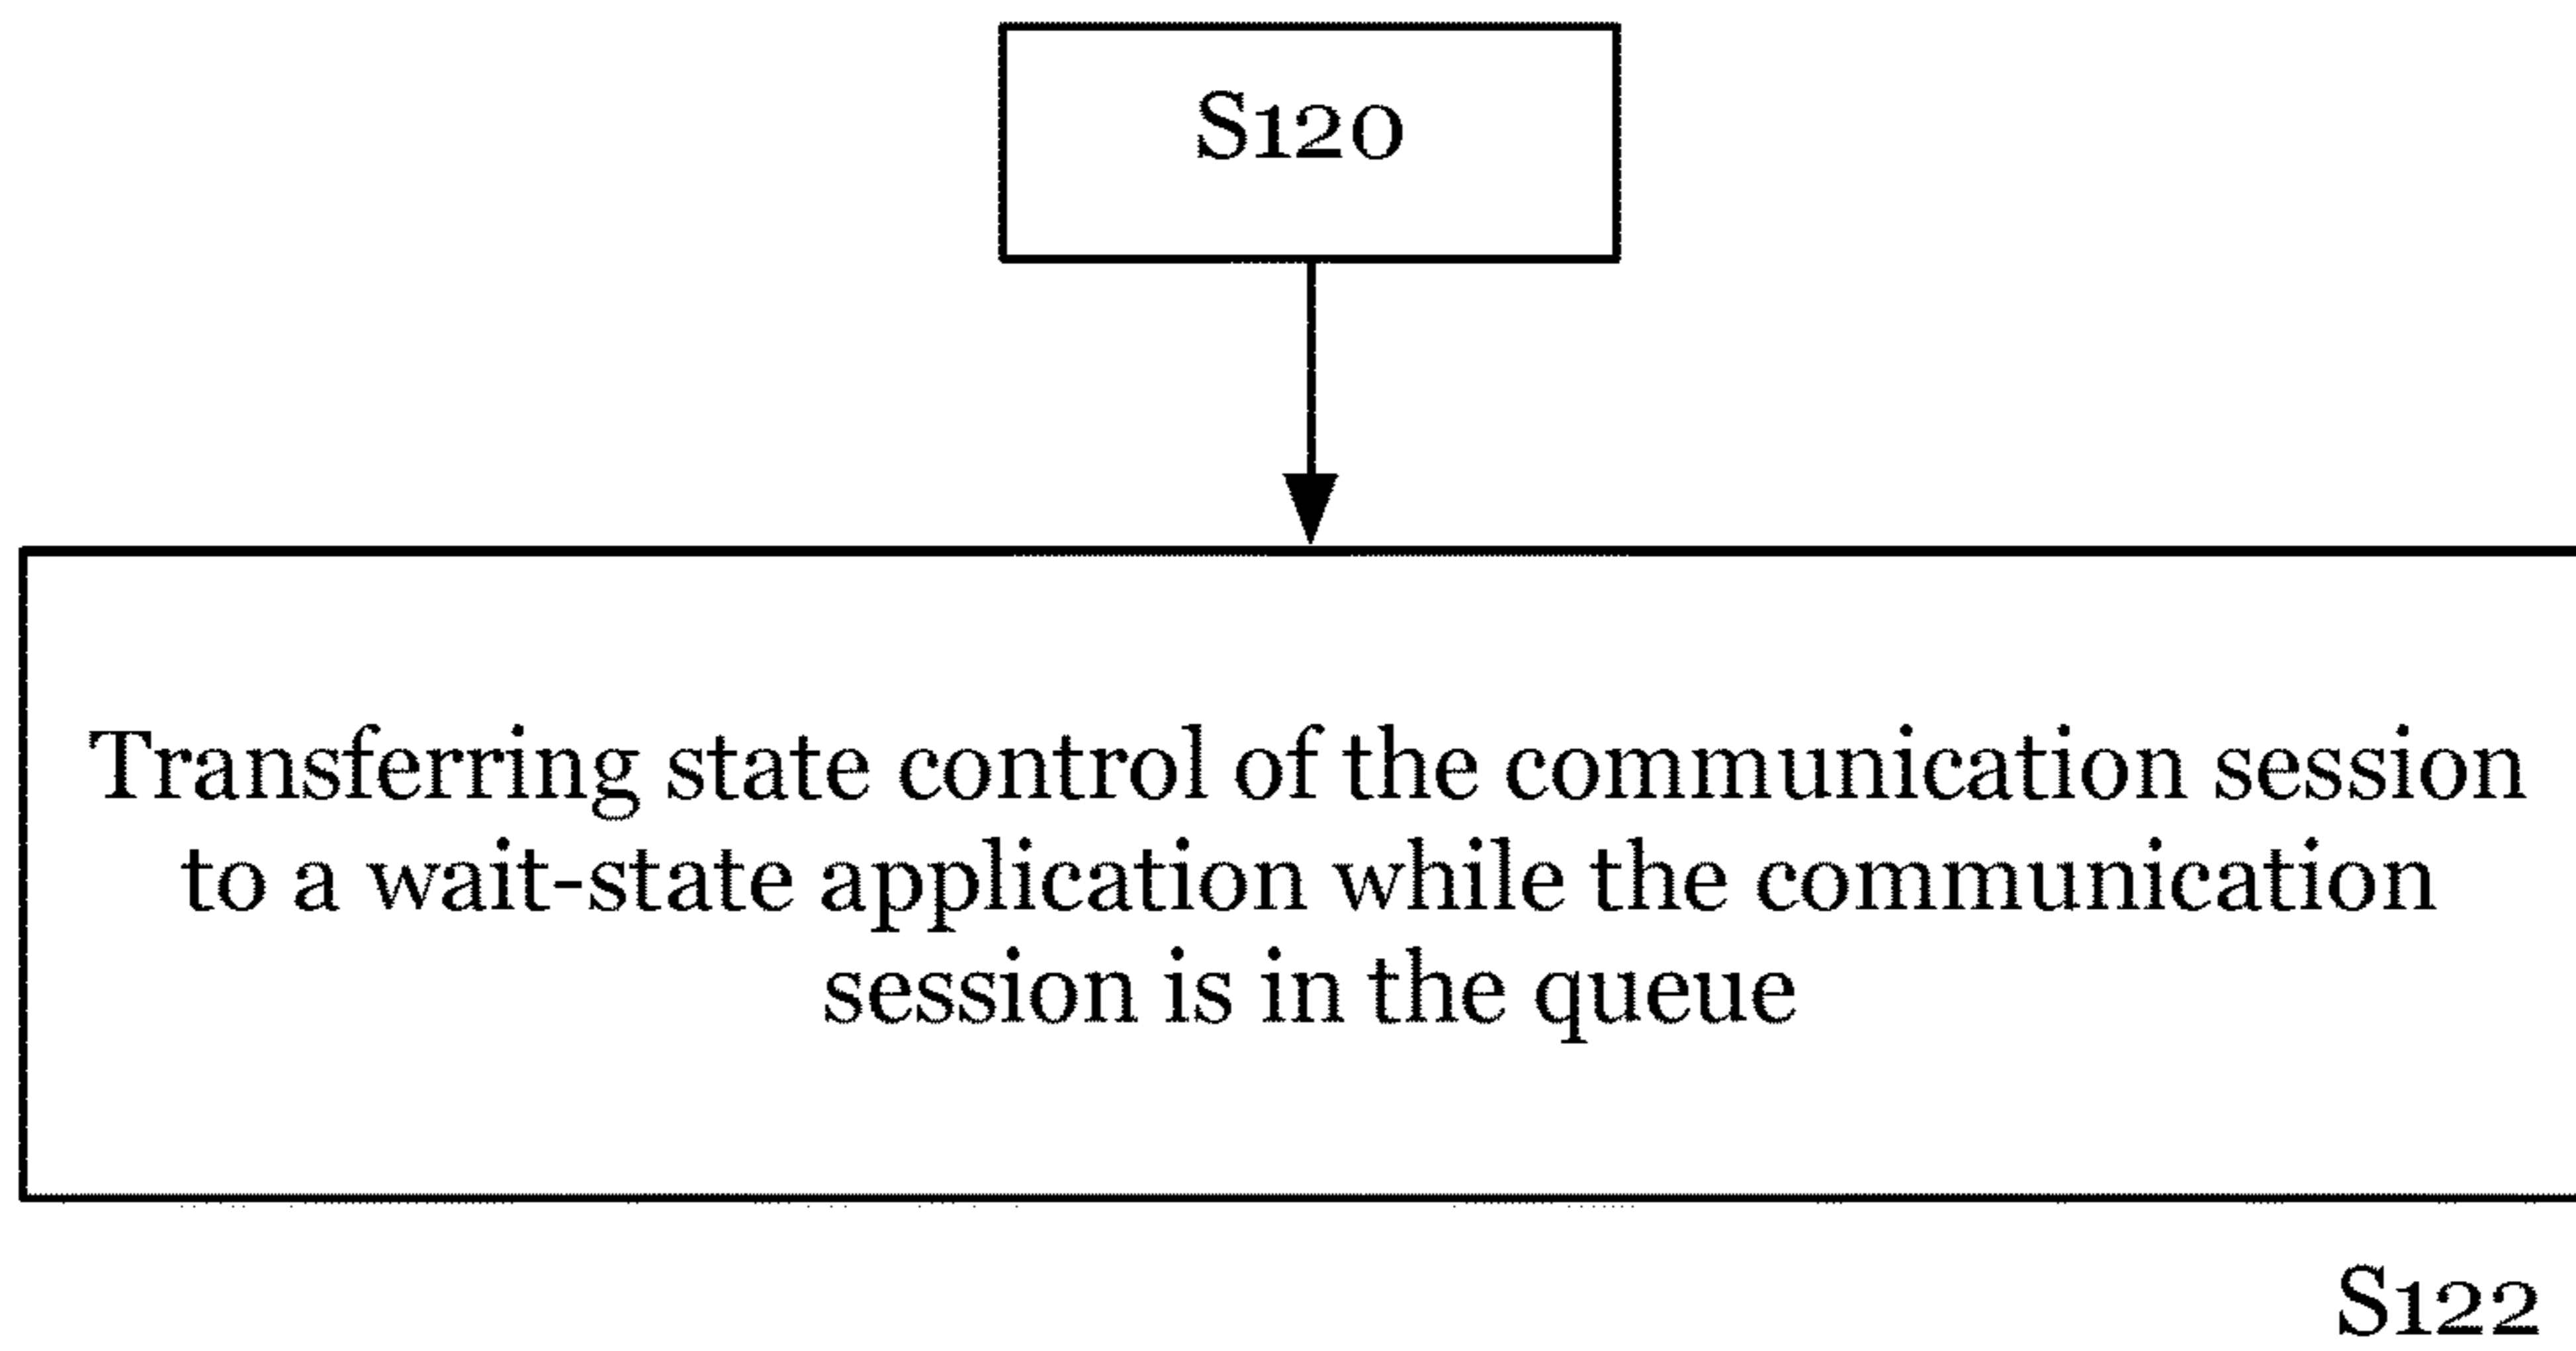 S120
Transferring state control of the communication session
to a wait-state application while the communication
session is in the queue
S122